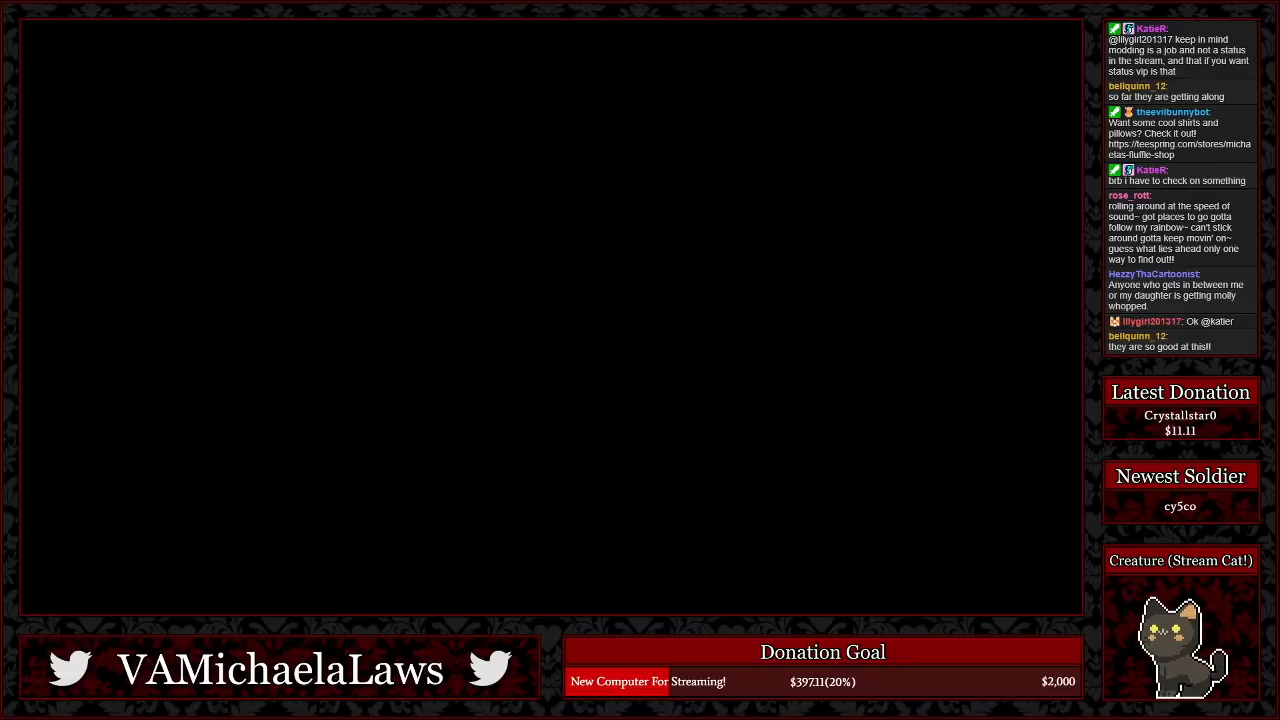 KatieR:
@lilygirl201317 keep in mind
modding is a job and not a status
in the stream, and that if you want
status vip is that
bellquinn_12:
so far they are getting along
theevilbunnybot:
Want some cool shirts and
pillows? Check it out!
https://teespring.com/stores/micha
elas-fluffle-shop
KatieR:
brb i have to check on something
rose_rott:
rolling around at the speed of
sound~ got places to go gotta
follow my rainbow~ can't stick
around gotta keep movin' on~
guess what lies ahead only one
way to find out!!
HezzyThaCartoonist:
Anyone who gets in between me
or my daughter is getting molly
whopped.
lilygirl201317: Ok @katier
bellquinn_12:
they are so good at this!!
Latest Donation
Crystallstar0
$11.11
Newest Soldier
cy5co
Creature (Stream Cat!)
VAMichaelaLaws
Donation Goal
New Computer For Streaming! $397.11(20%) $2,000